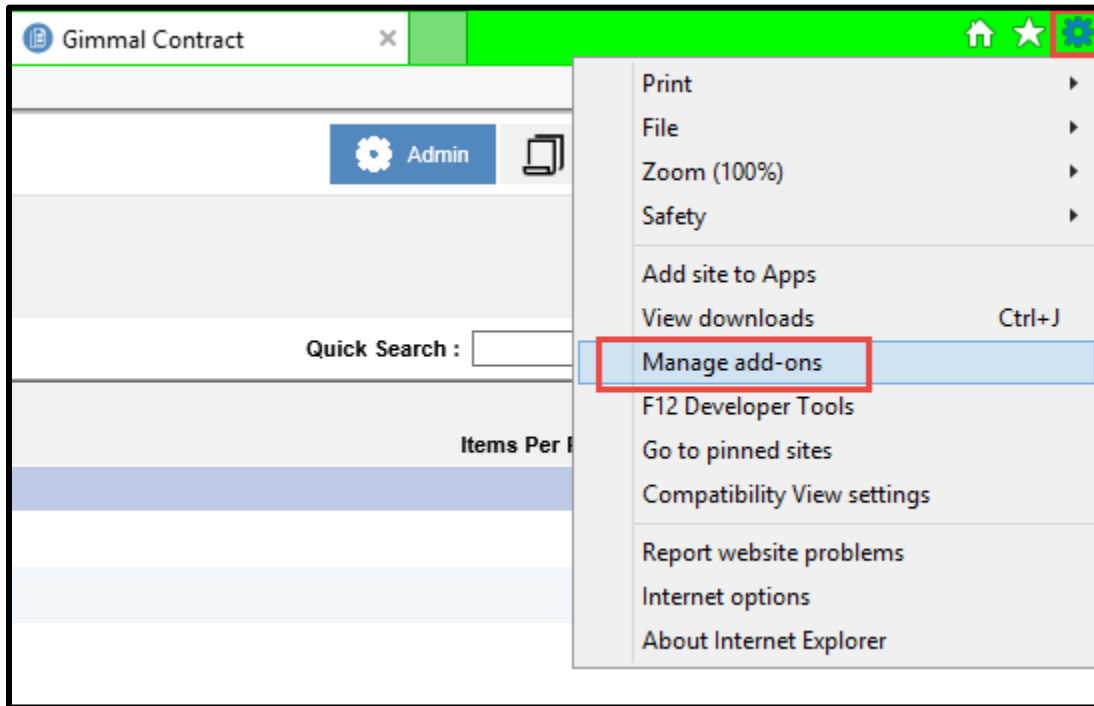 Gimmal Contract
Print
File
Admin
Zoom (100%)
Safety
Add site to Apps
View downloads Ctrl+J
Quick Search :
Manage add-ons
F12 Developer Tools
Items Per
Go to pinned sites
Compatibility View settings
Report website problems
Internet options
About Internet Explorer